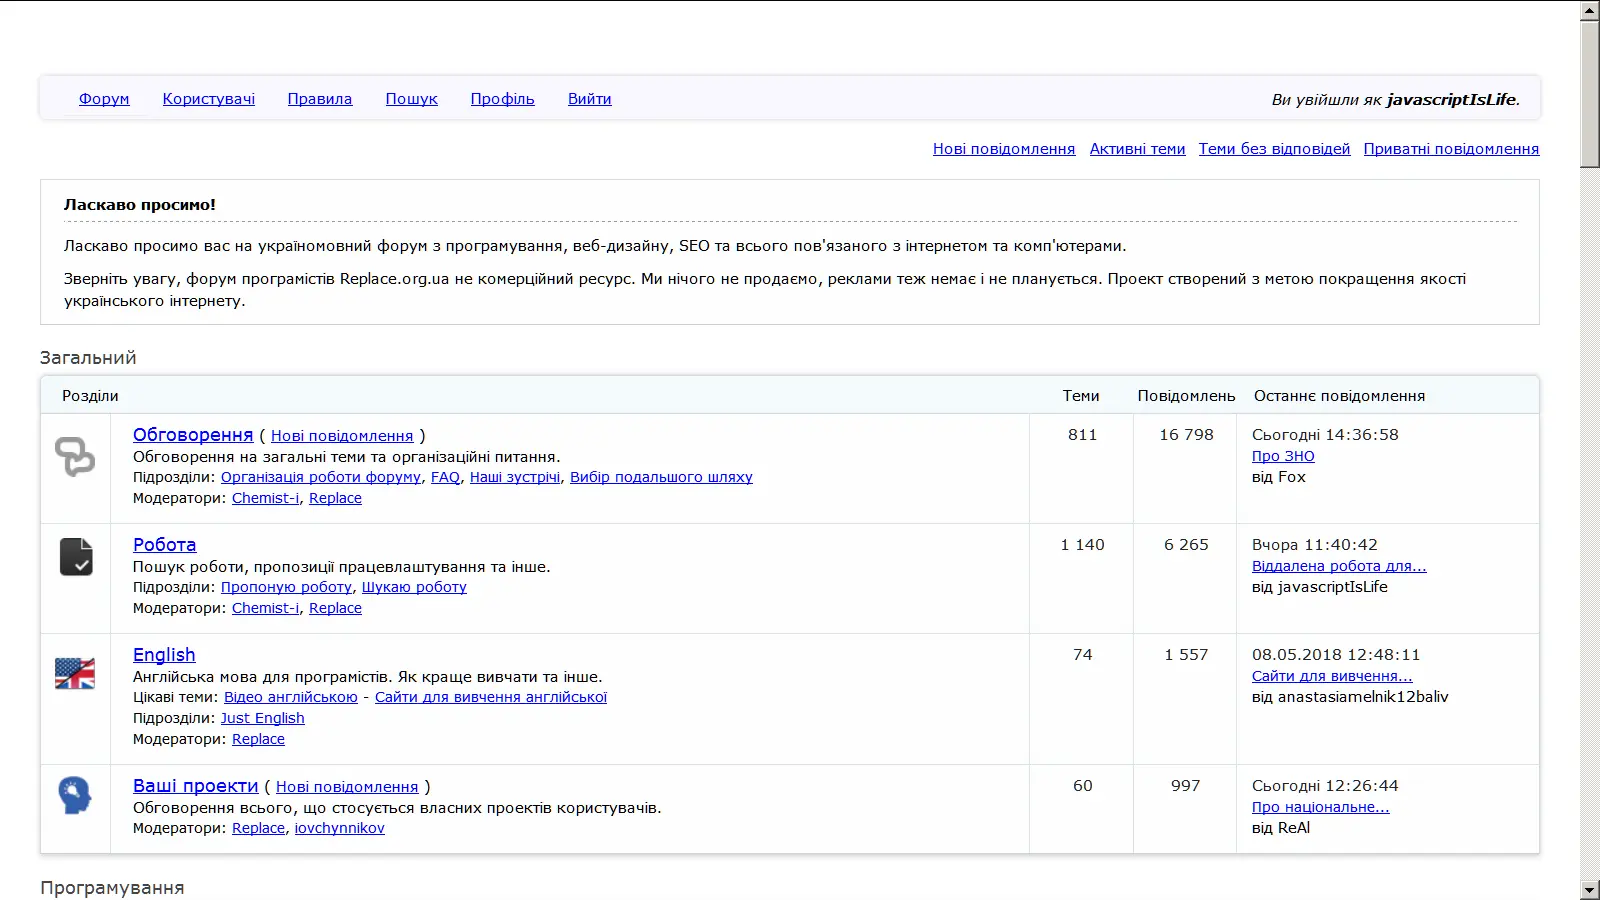 Форум Користувачі Правила Пошук Профіль Вийти Ви увійшли як javascriptIsLife.
Нові повідомлення Активні теми Теми без відповідей Приватні повідомлення
Ласкаво просимо!
Ласкаво просимо вас на україномовний форум з програмування, веб-дизайну, SEO та всього пов'язаного з інтернетом та комп'ютерами.
Зверніть увагу, форум програмістів Replace.org.ua не комерційний ресурс. Ми нічого не продаємо, реклами теж немає і не планується. Проект створений з метою покращення якості
українського інтернету.
Загальний
Розділи Теми Повідомлень Останнє повідомлення
Обговорення ( Нові повідомлення ) 811 16 798 Сьогодні 14:36:58
Обговорення на загальні теми та організаційні питання. Про ЗНО
Підрозділи: Організація роботи форуму, FAQ, Наші зустрічі, Вибір подальшого шляху від Fox
Модератори: Chemist-i, Replace
Робота 1 140 6 265 Вчора 11:40:42
Пошук роботи, пропозиції працевлаштування та інше. Віддалена робота для...
Підрозділи: Пропоную роботу, Шукаю роботу від javascriptIsLife
Модератори: Chemist-i, Replace
English 74 1 557 08.05.2018 12:48:11
Англійська мова для програмістів. Як краще вивчати та інше. Сайти для вивчення...
Цікаві теми: Відео англійською - Сайти для вивчення англійської від anastasiamelnik12baliv
Підрозділи: Just English
Модератори: Replace
Ваші проекти ( Нові повідомлення ) 60 997 Сьогодні 12:26:44
Обговорення всього, що стосується власних проектів користувачів. Про національне...
Модератори: Replace, iovchynnikov від ReAl
Програмування